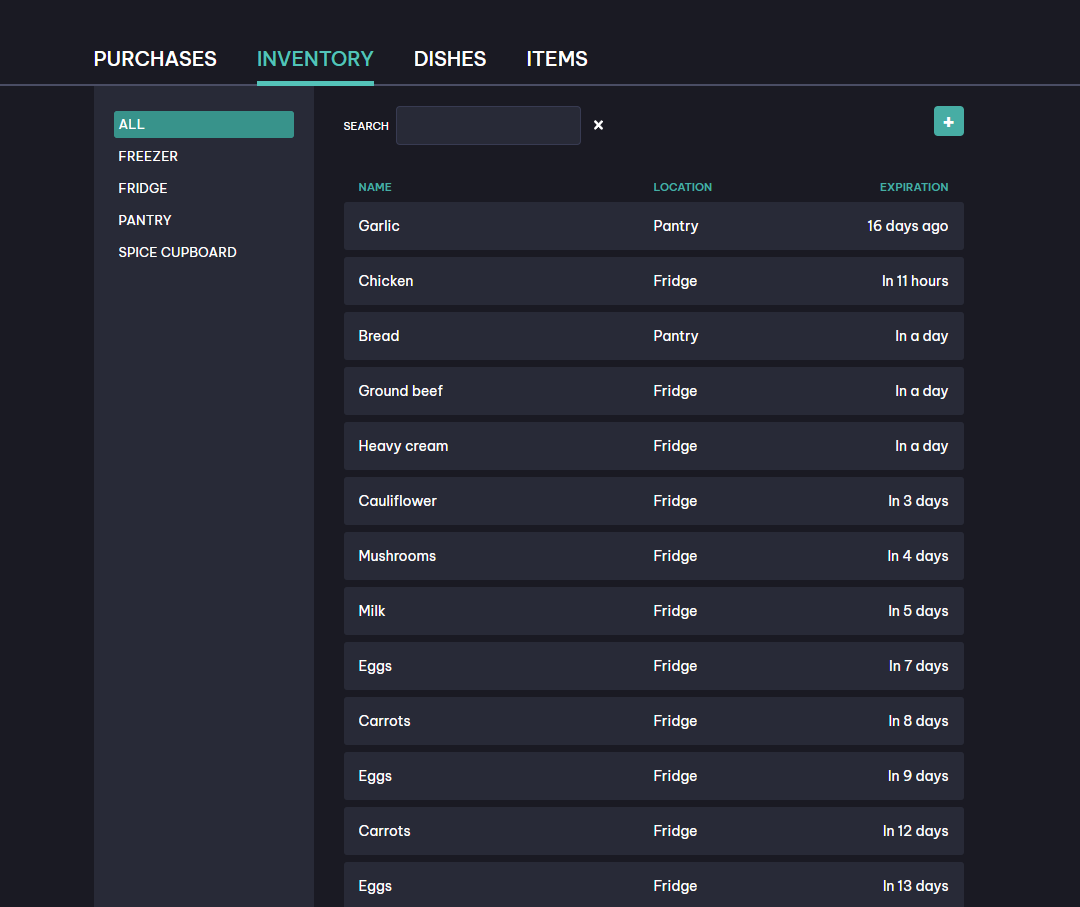 PURCHASES INVENTORY DISHES ITEMS
ALL
FREEZER
FRIDGE
PANTRY
SPICE CUPBOARD
SEARCH
NAME LOCATION EXPIRATION
Garlic Pantry 16 days ago
Chicken Fridge In 11 hours
Bread Pantry In a day
Ground beef Fridge In a day
Heavy cream Fridge In a day
Cauliflower Fridge In 3 days
Mushrooms Fridge In 4 days
Milk Fridge In 5 days
Eggs Fridge In 7 days
Carrots Fridge In 8 days
Eggs Fridge In 9 days
Carrots Fridge In 12 days
Eggs Fridge In 13 days